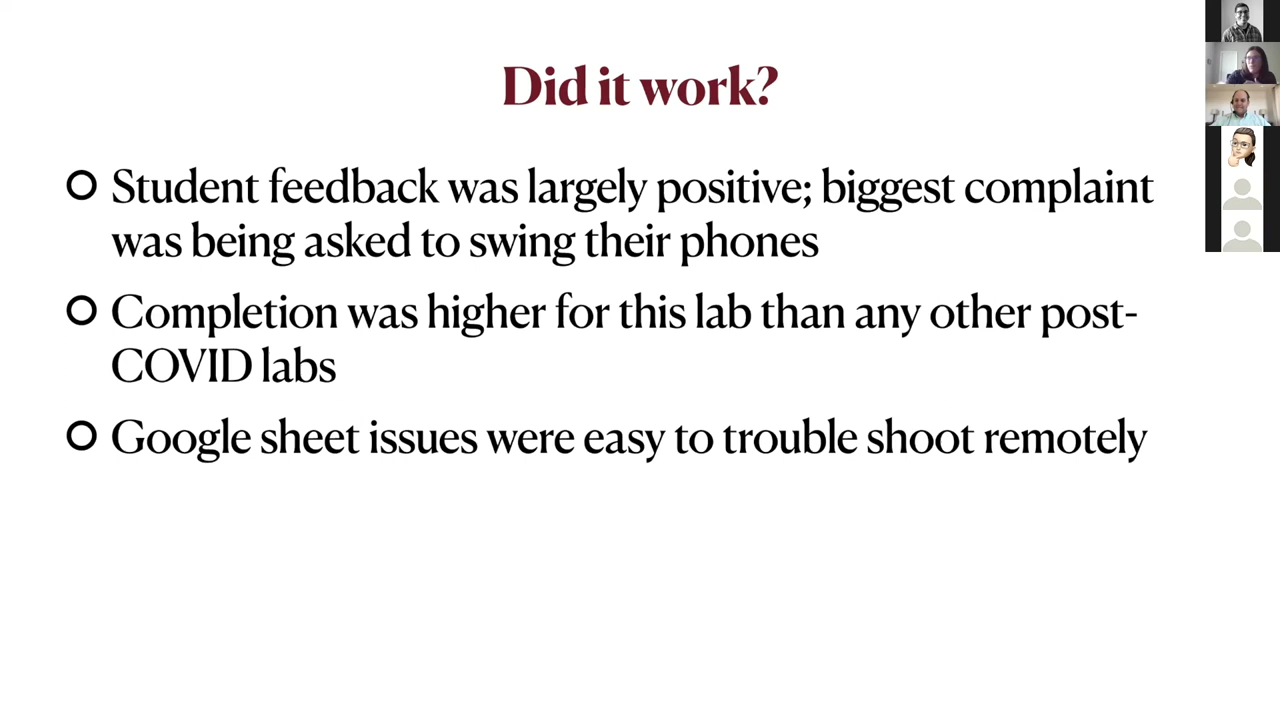 Did it work?
Student feedback was largely positive; biggest complaint
was being asked to swing their phones
Completion was higher for this lab than any other post-
COVID labs
Google sheet issues were easy to trouble shoot remotely